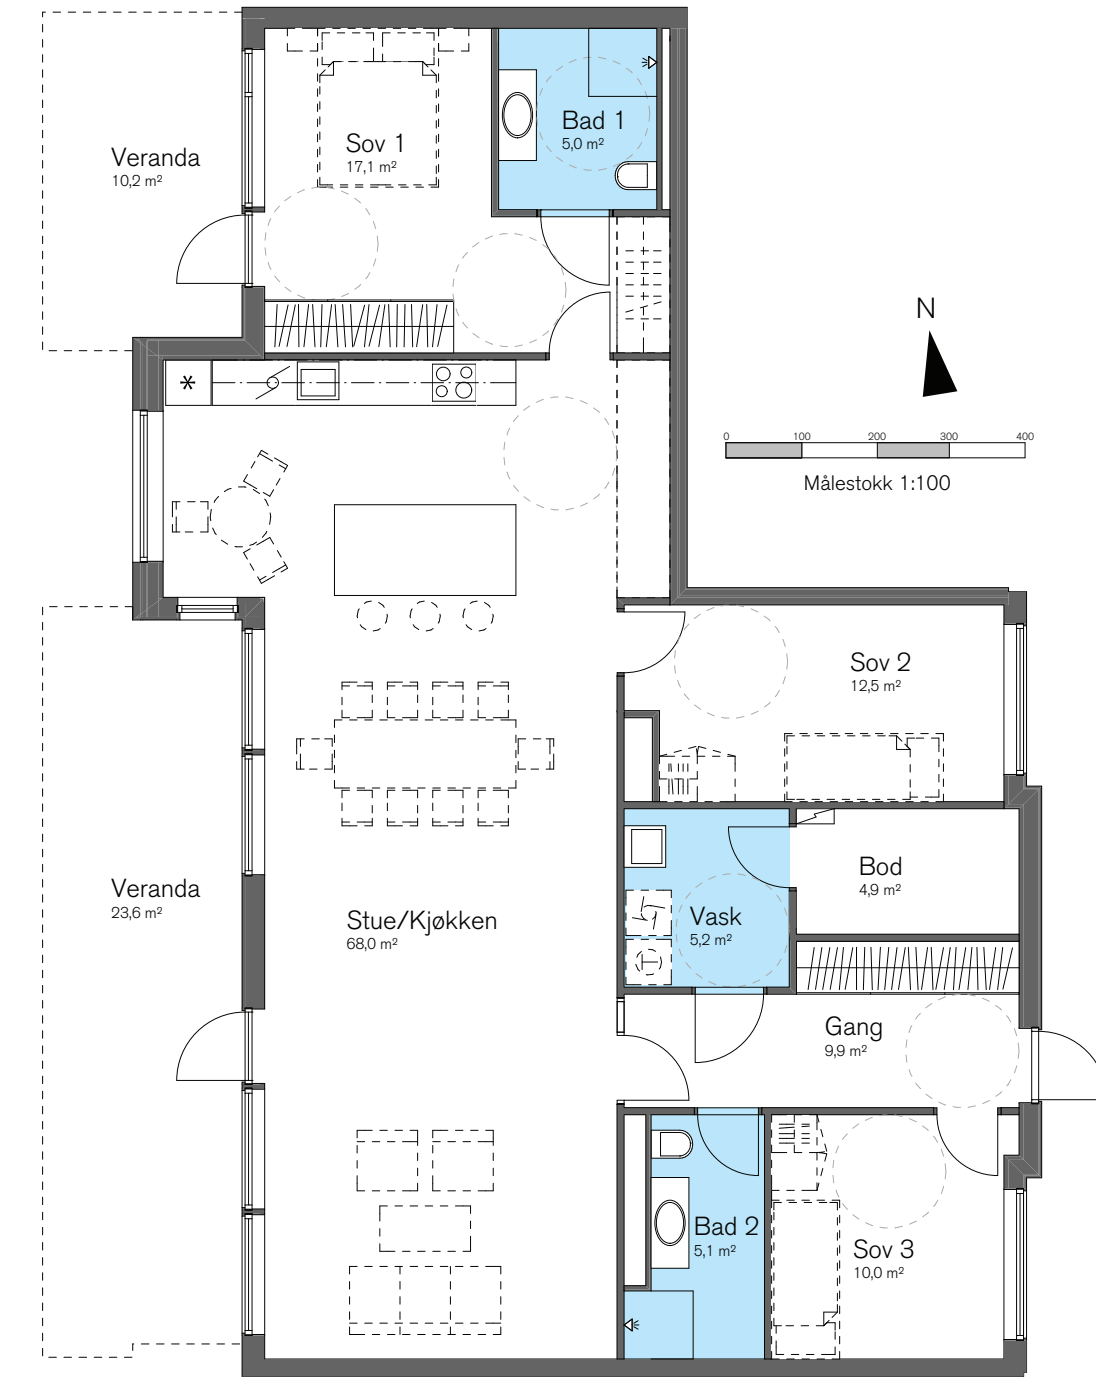 Bad 1
5,0 m²
Sov 1
17,1 m²
Veranda
10,2 m²
N
0 100 200 300 400
Målestokk 1:100
*
Sov 2
12,5 m²
Bod
4,9 m²
Veranda
23,6 m²
Stue/Kjøkken
68,0 m²
Vask
5,2 m²
T
Gang
9,9 m²
Bad 2
5,1 m²
Sov 3
10,0 m²